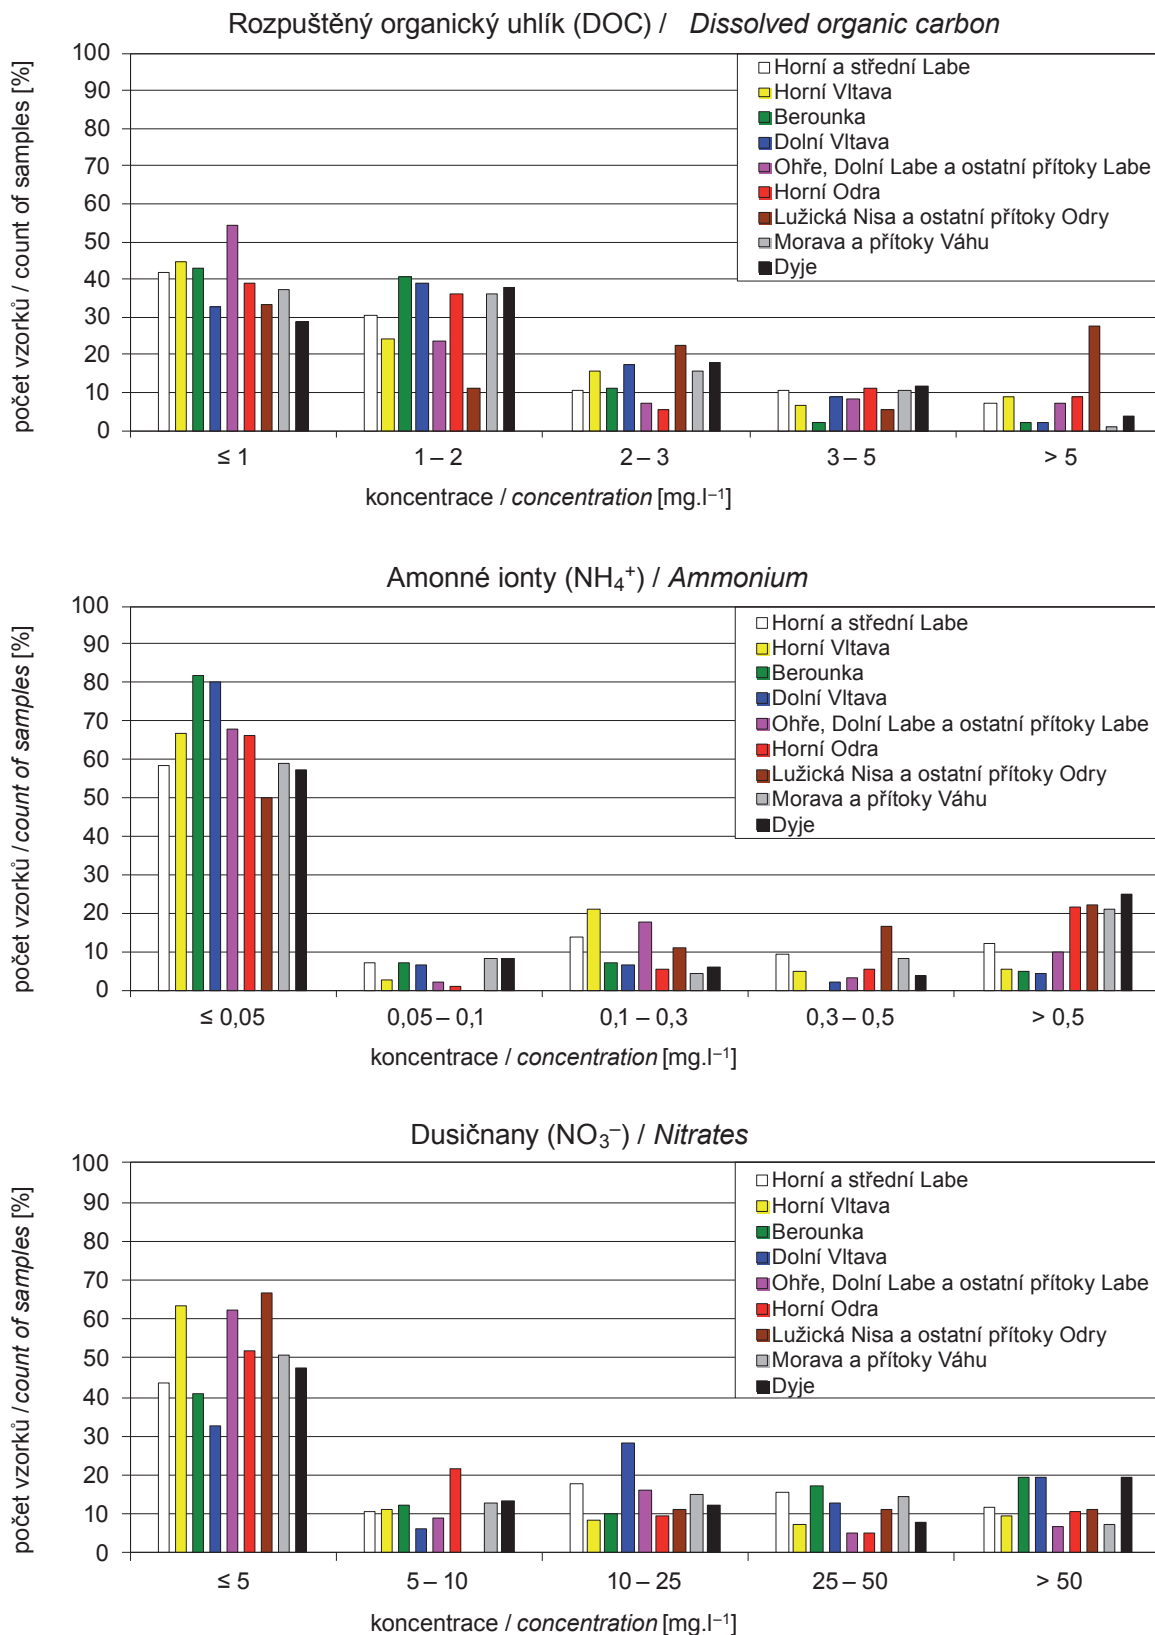 Rozpuštěný organický uhlík (DOC) / Dissolved organic carbon
počet vzorků / count of samples [%]
100
90
80
70
60
50
40
30
20
10
0
Horní a střední Labe
Horní Vltava
Berounka
Dolní Vltava
Ohře, Dolní Labe a ostatní přítoky Labe
Horní Odra
Lužická Nisa a ostatní přítoky Odry
Morava a přítoky Váhu
Dyje
≤ 1 1 – 2 2 – 3 3 – 5 > 5
koncentrace / concentration [mg.l⁻¹]
Amonné ionty (NH₄⁺) / Ammonium
počet vzorků / count of samples [%]
100
90
80
70
60
50
40
30
20
10
0
Horní a střední Labe
Horní Vltava
Berounka
Dolní Vltava
Ohře, Dolní Labe a ostatní přítoky Labe
Horní Odra
Lužická Nisa a ostatní přítoky Odry
Morava a přítoky Váhu
Dyje
≤ 0,05 0,05 – 0,1 0,1 – 0,3 0,3 – 0,5 > 0,5
koncentrace / concentration [mg.l⁻¹]
Dusičnany (NO₃⁻) / Nitrates
počet vzorků / count of samples [%]
100
90
80
70
60
50
40
30
20
10
0
Horní a střední Labe
Horní Vltava
Berounka
Dolní Vltava
Ohře, Dolní Labe a ostatní přítoky Labe
Horní Odra
Lužická Nisa a ostatní přítoky Odry
Morava a přítoky Váhu
Dyje
≤ 5 5 – 10 10 – 25 25 – 50 > 50
koncentrace / concentration [mg.l⁻¹]